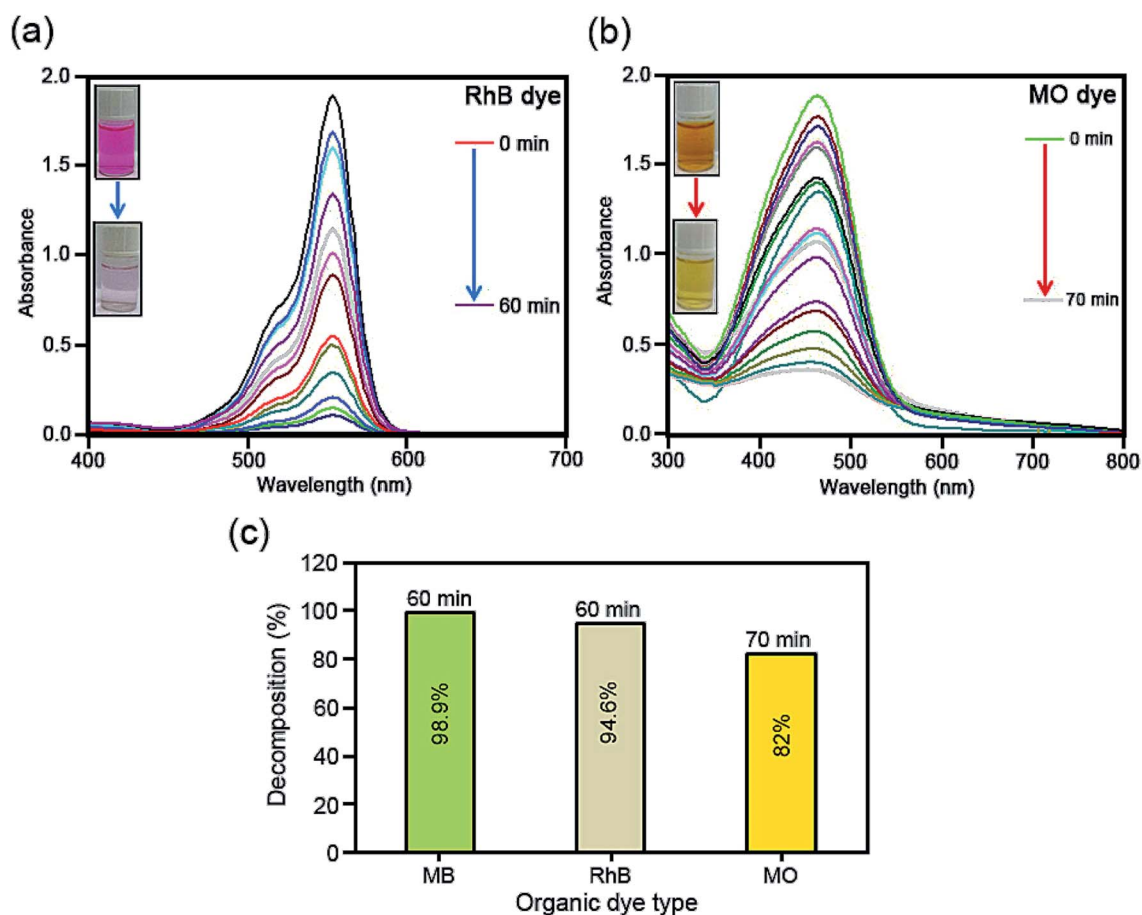 (a)
2.0
1.5
1.0
0.5
0.0
Absorbance
RhB dye
0 min
60 min
400
500
600
700
Wavelength (nm)
(b)
2.0
1.5
1.0
0.5
0.0
Absorbance
MO dye
0 min
70 min
300
400
500
600
700
800
Wavelength (nm)
(c)
120
100
80
60
40
20
0
Decomposition (%)
60 min
60 min
70 min
98.9%
94.6%
82%
MB
RhB
MO
Organic dye type